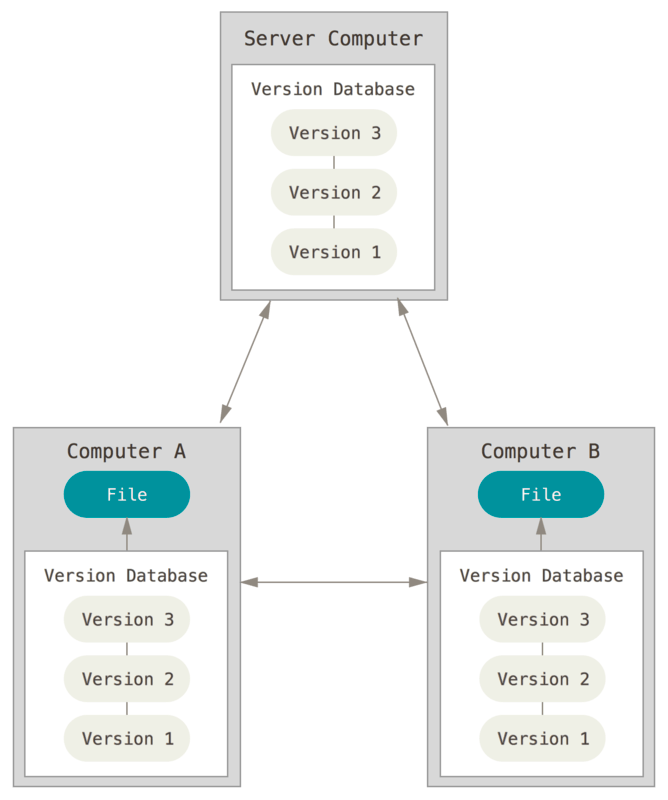 Server Computer
Version Database
Version 3
Version 2
Version 1
Computer A
File
Version Database
Version 3
Version 2
Version 1
Computer B
File
Version Database
Version 3
Version 2
Version 1